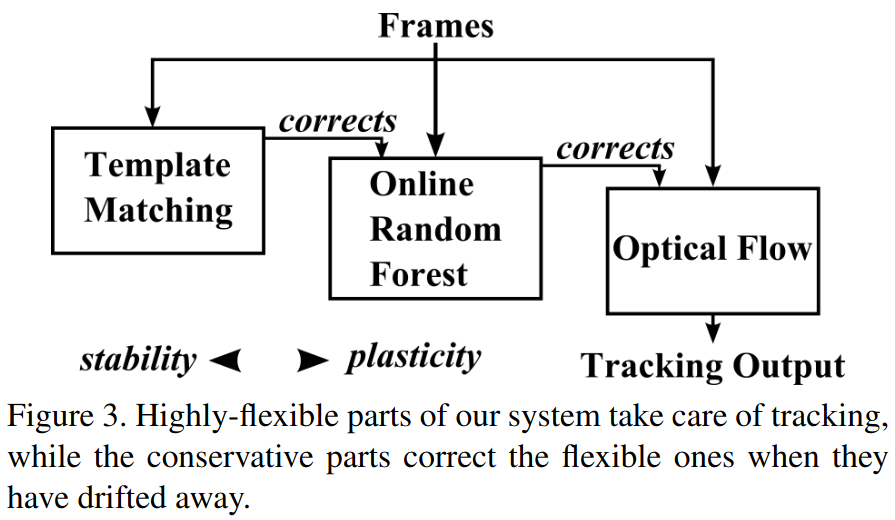 Frames
corrects
Template
Matching
corrects
Online
Random
Forest
Optical Flow
stability
plasticity
Tracking Output
Figure 3. Highly-flexible parts of our system take care of tracking,
while the conservative parts correct the flexible ones when they
have drifted away.